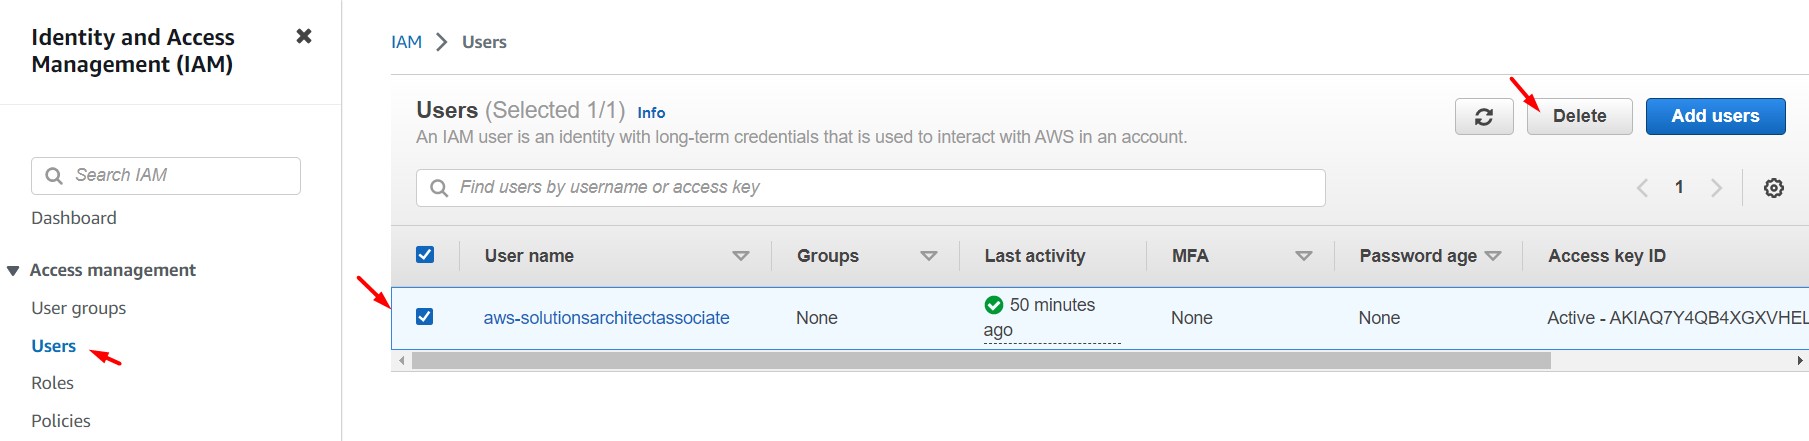 Identity and Access
Management (IAM)
Search IAM
Dashboard
Access management
User groups
Users
Roles
Policies
IAM > Users
Users (Selected 1/1) Info
An IAM user is an identity with long-term credentials that is used to interact with AWS in an account.
Delete
Add users
Find users by username or access key
1
User name
Groups
Last activity
MFA
Password age
Access key ID
aws-solutionsarchitectassociate
None
50 minutes
ago
None
None
Active - AKIAQ7Y4QB4XGXVHEL